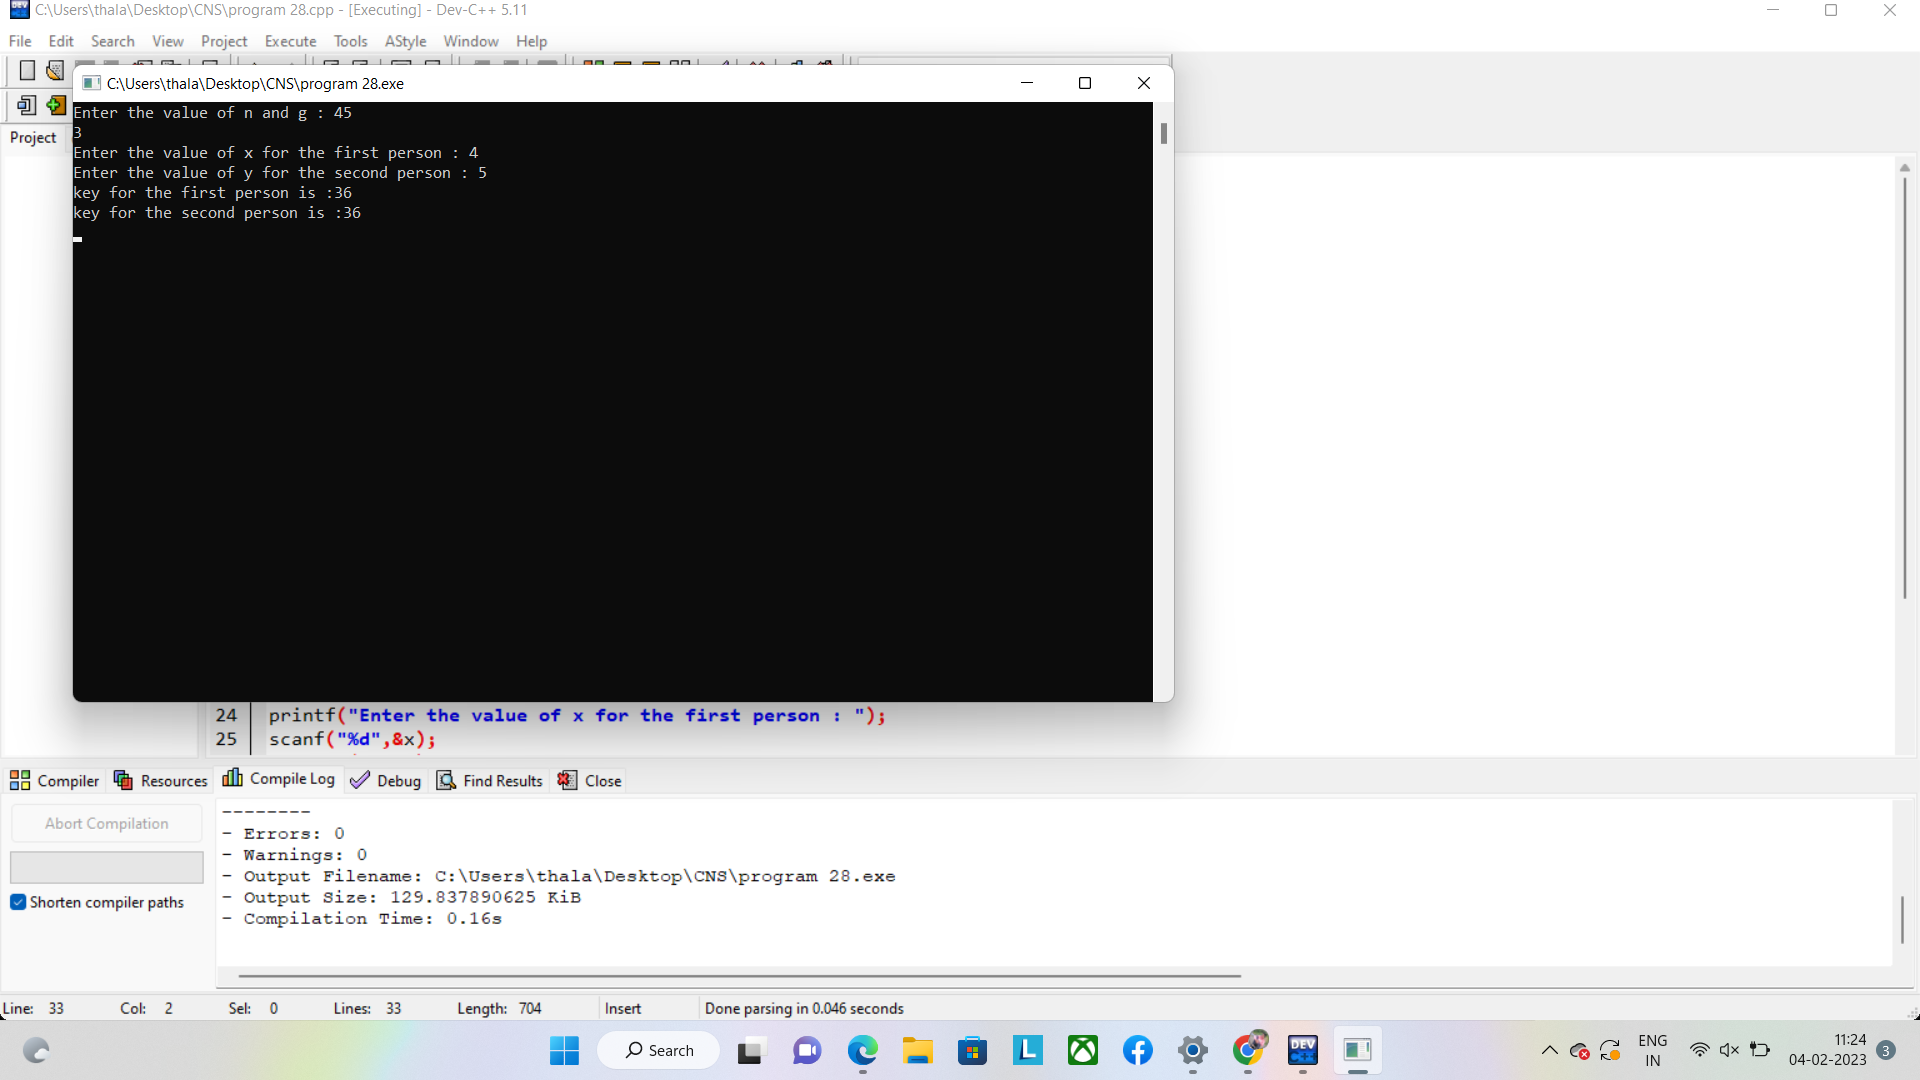 C:\Users\thala\Desktop\CNS\program 28.cpp - [Executing] - Dev-C++ 5.11
File Edit Search View Project Execute Tools AStyle Window Help
C:\Users\thala\Desktop\CNS\program 28.exe
Project
Enter the value of n and g : 45
3
Enter the value of x for the first person : 4
Enter the value of y for the second person : 5
key for the first person is :36
key for the second person is :36
24 printf("Enter the value of x for the first person : ");
25 scanf("%d",&x);
Compiler Resources Compile Log Debug Find Results Close
Abort Compilation
Shorten compiler paths
--------
- Errors: 0
- Warnings: 0
- Output Filename: C:\Users\thala\Desktop\CNS\program 28.exe
- Output Size: 129.837890625 KiB
- Compilation Time: 0.16s
Line: 33 Col: 2 Sel: 0 Lines: 33 Length: 704 Insert Done parsing in 0.046 seconds
Search
DEV
C++
L
ENG
IN
11:24
04-02-2023
3